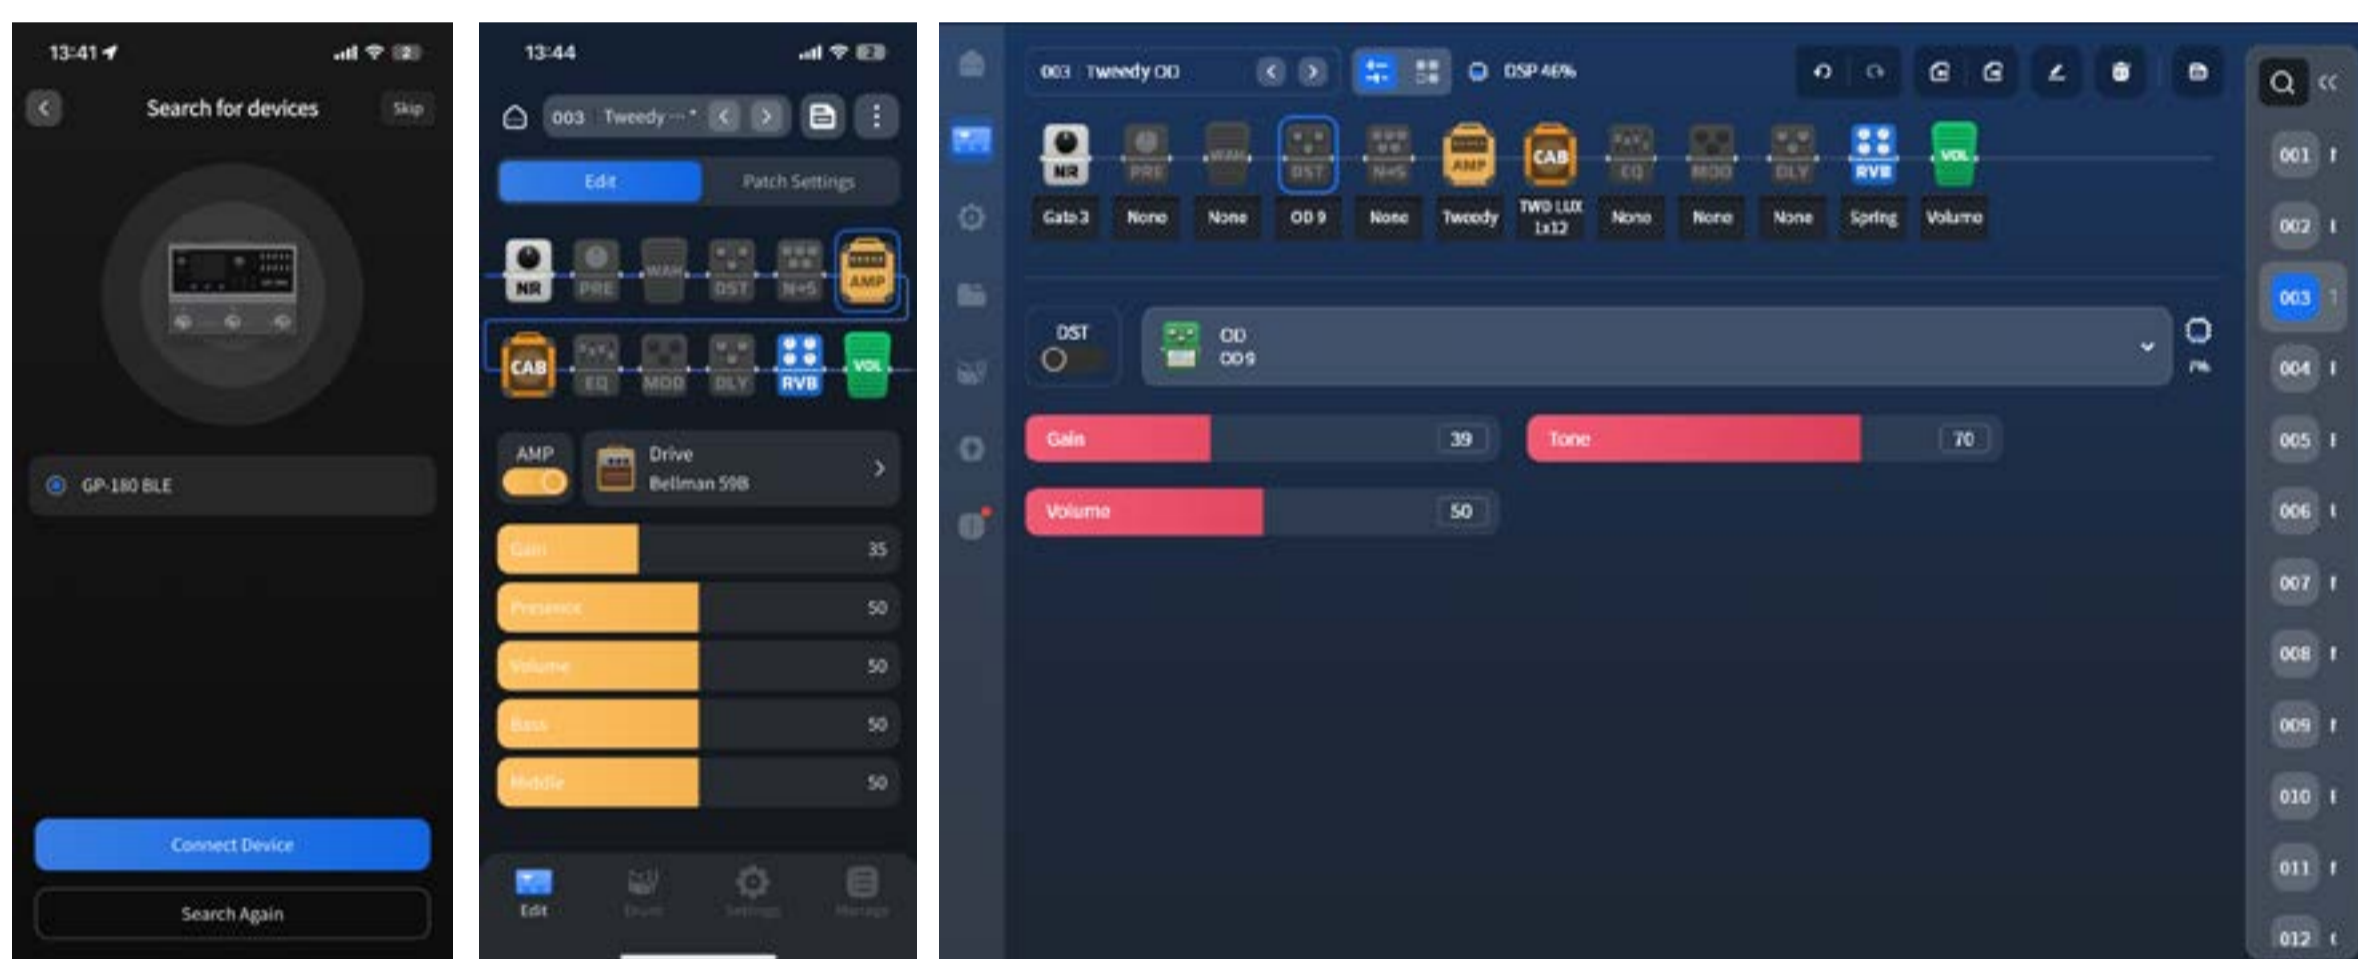 13:41
Search for devices
Skip
GP-180 BLE
Connect Device
Search Again
13:44
003 Tweedy ··· *
Edit
Patch Settings
NR
PRE
WAH
DST
N→S
AMP
CAB
EQ
MOD
DLY
RVB
VOL
AMP
Drive
Bellman 59B
Gain
35
Presence
50
Volume
50
Bass
50
Middle
50
Edit
Drum
Settings
Manage
003 Tweedy OD
DSP 46%
NR
PRE
WAH
DST
N→S
AMP
CAB
EQ
MOD
DLY
RVB
VOL
Gate 3
None
None
OD 9
None
Tweedy
TWO LUX
1x12
None
None
None
Spring
Volume
DST
OD
OD 9
7%
Gain
39
Tone
70
Volume
50
001
002
003
004
005
006
007
008
009
010
011
012